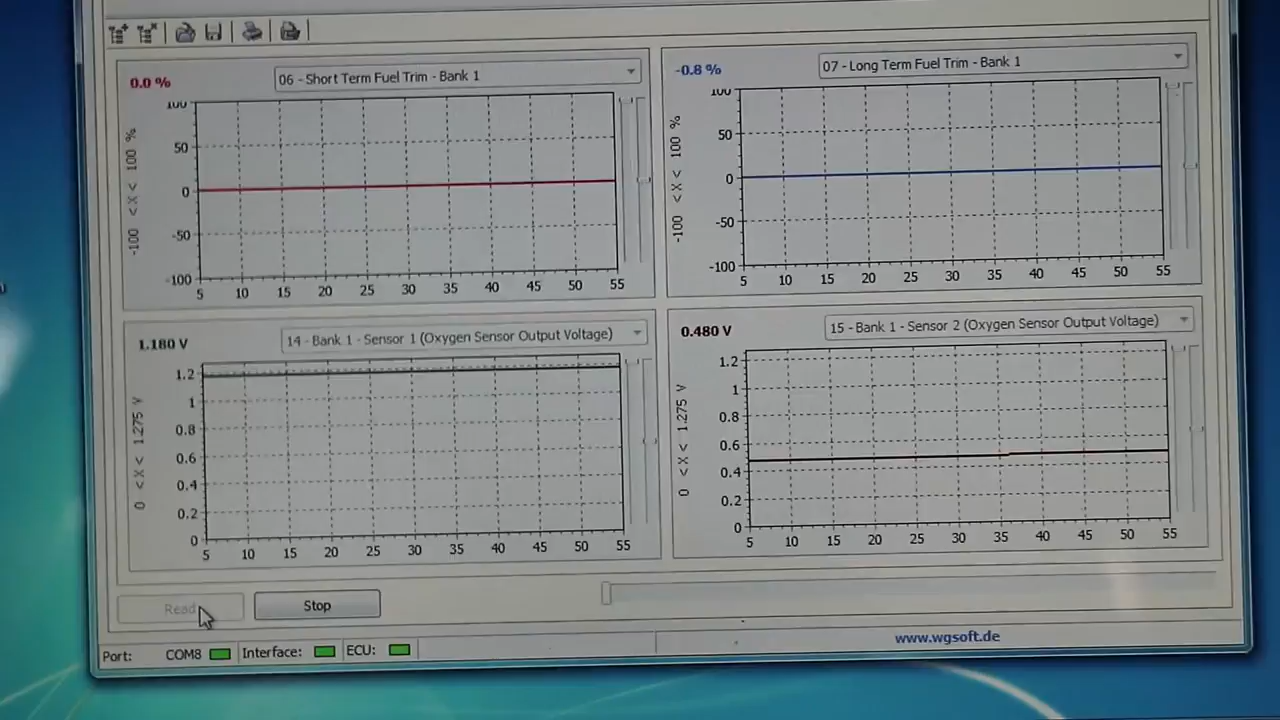 0.0 %
06 - Short Term Fuel Trim - Bank 1
-100 <X< 100 %
100
50
0
-50
-100
5 10 15 20 25 30 35 40 45 50 55
-0.8 %
07 - Long Term Fuel Trim - Bank 1
-100 <X< 100 %
100
50
0
-50
-100
5 10 15 20 25 30 35 40 45 50 55
1.180 V
14 - Bank 1 - Sensor 1 (Oxygen Sensor Output Voltage)
0 <X< 1.275 V
1.2
1
0.8
0.6
0.4
0.2
0
5 10 15 20 25 30 35 40 45 50 55
0.480 V
15 - Bank 1 - Sensor 2 (Oxygen Sensor Output Voltage)
0 <X< 1.275 V
1.2
1
0.8
0.6
0.4
0.2
0
5 10 15 20 25 30 35 40 45 50 55
Read
Stop
Port: COM8 Interface: ECU:
www.wgsoft.de